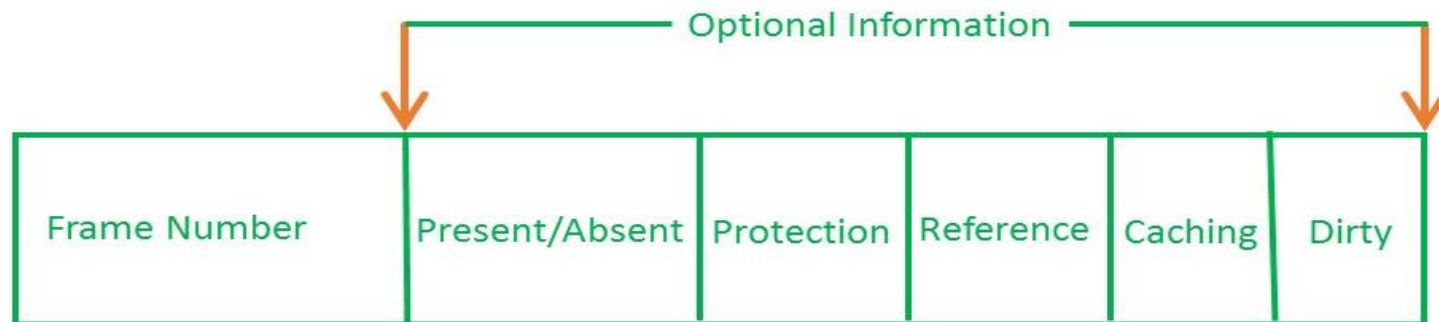 Optional Information
Frame Number Present/Absent Protection Reference Caching Dirty